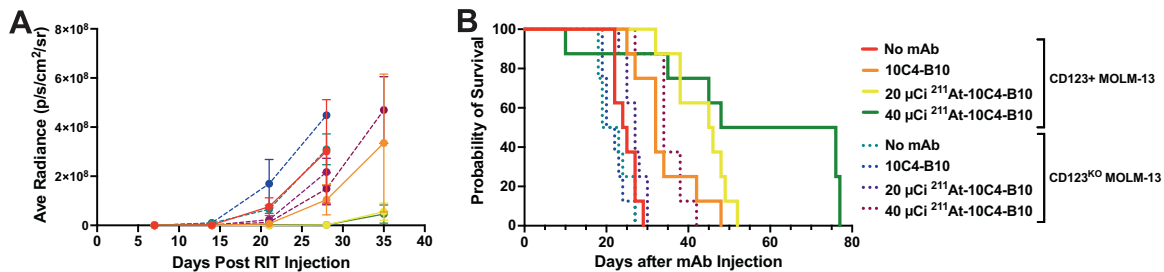 A
Ave Radiance (p/s/cm²/sr)
8×10⁸
6×10⁸
4×10⁸
2×10⁸
0
0 5 10 15 20 25 30 35 40
Days Post RIT Injection
B
Probability of Survival
100
80
60
40
20
0
0 20 40 60 80
Days after mAb Injection
No mAb
10C4-B10
20 µCi ²¹¹At-10C4-B10
40 µCi ²¹¹At-10C4-B10
CD123+ MOLM-13
No mAb
10C4-B10
20 µCi ²¹¹At-10C4-B10
40 µCi ²¹¹At-10C4-B10
CD123ᴷᴼ MOLM-13